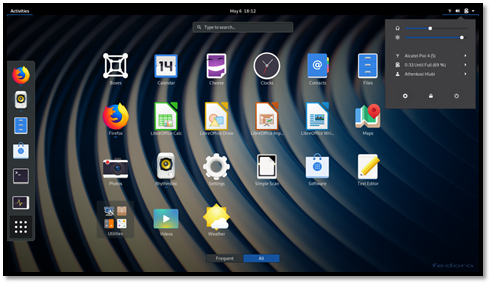 Activities
May 6 18:12
Type to search...
Alcatel Pixi 4 (5)
0:33 Until Full (69 %)
Athenkosi Hlubi
14
Boxes
Calendar
Cheese
Clocks
Contacts
Files
Firefox
LibreOffice Calc
LibreOffice Draw
LibreOffice Imp...
LibreOffice Writ...
Maps
Photos
Rhythmbox
Settings
Simple Scan
Software
Text Editor
Utilities
Videos
Weather
Frequent
All
fedora